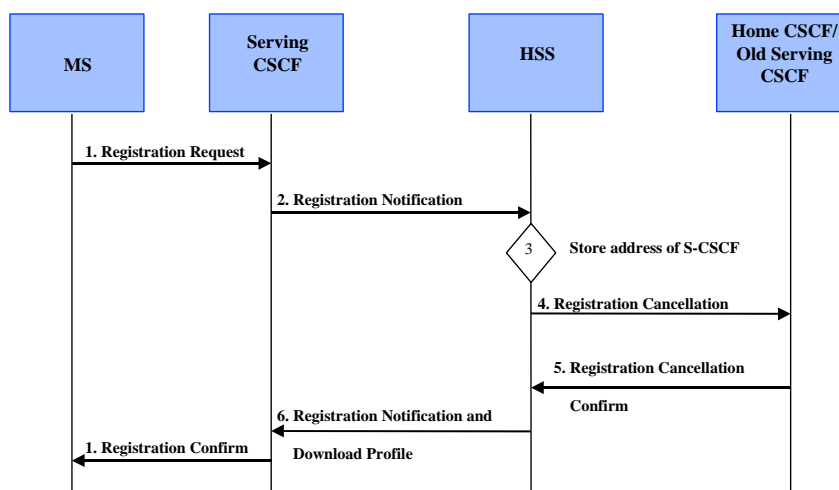 MS
Serving
CSCF
HSS
Home CSCF/
Old Serving
CSCF
1. Registration Request
2. Registration Notification
3
Store address of S-CSCF
4. Registration Cancellation
5. Registration Cancellation
Confirm
6. Registration Notification and
Download Profile
1. Registration Confirm